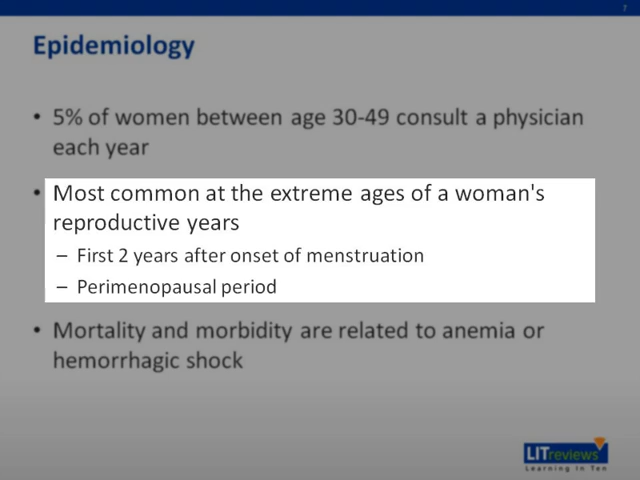 7
Epidemiology
• 5% of women between age 30-49 consult a physician
each year
• Most common at the extreme ages of a woman's
reproductive years
– First 2 years after onset of menstruation
– Perimenopausal period
• Mortality and morbidity are related to anemia or
hemorrhagic shock
LITreviews
Learning In Ten